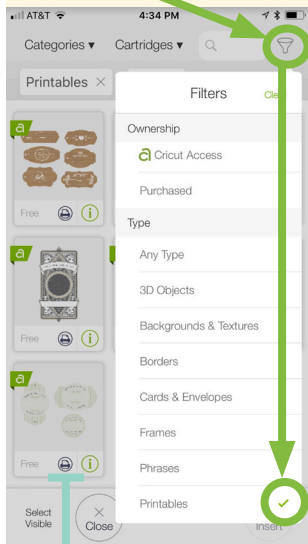 AT&T 4:34 PM
Categories ▾ Cartridges ▾
Printables ×
Filters
Ownership
Cricut Access
Purchased
Type
Any Type
3D Objects
Backgrounds & Textures
Borders
Cards & Envelopes
Frames
Phrases
Printables
a
Free i
a
Free i
a
Free i
Select
Visible
×
Close
Insert